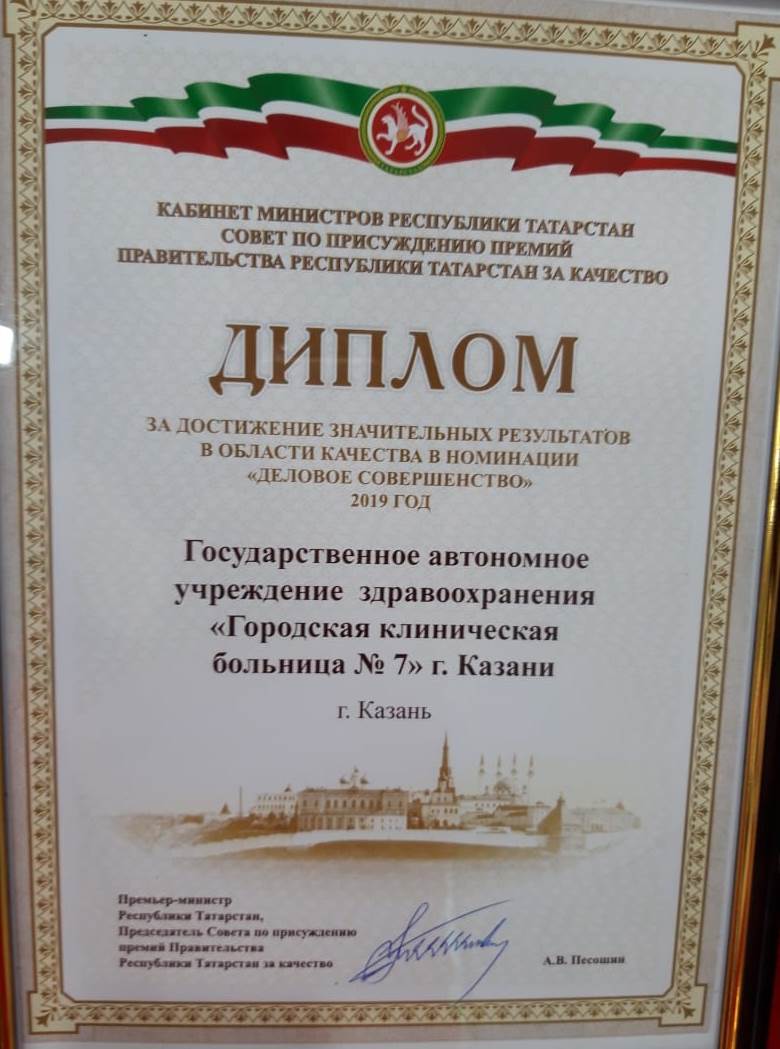 КАБИНЕТ МИНИСТРОВ РЕСПУБЛИКИ ТАТАРСТАН
СОВЕТ ПО ПРИСУЖДЕНИЮ ПРЕМИЙ
ПРАВИТЕЛЬСТВА РЕСПУБЛИКИ ТАТАРСТАН ЗА КАЧЕСТВО
ДИПЛОМ
ЗА ДОСТИЖЕНИЕ ЗНАЧИТЕЛЬНЫХ РЕЗУЛЬТАТОВ
В ОБЛАСТИ КАЧЕСТВА В НОМИНАЦИИ
«ДЕЛОВОЕ СОВЕРШЕНСТВО»
2019 ГОД
Государственное автономное
учреждение здравоохранения
«Городская клиническая
больница № 7» г. Казани
г. Казань
Премьер-министр
Республики Татарстан,
Председатель Совета по присуждению
премий Правительства
Республики Татарстан за качество
А.В. Песошин